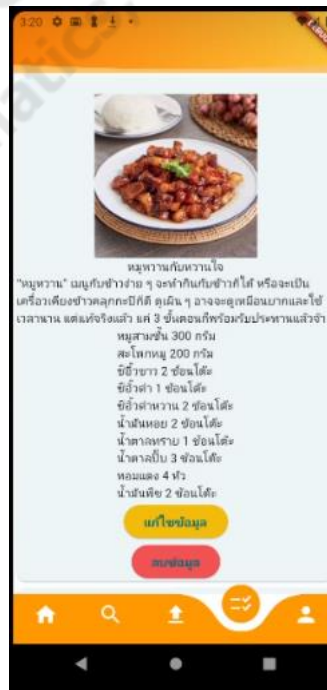 3:20
หมูหวานกับหวานใจ
"หมูหวาน" เมนูกับข้าวง่าย ๆ จะทำกินกับข้าวก็ได้ หรือจะเป็น
เครื่องเคียงข้าวคลุกกะปิก็ดี ดูเผิน ๆ อาจจะดูเหมือนยากและใช้
เวลานาน แต่แท้จริงแล้ว แค่ 3 ขั้นตอนก็พร้อมรับประทานแล้วจ้า
หมูสามชั้น 300 กรัม
สะโพกหมู 200 กรัม
ซีอิ๊วขาว 2 ช้อนโต๊ะ
ซีอิ๊วดำ 1 ช้อนโต๊ะ
ซีอิ๊วดำหวาน 2 ช้อนโต๊ะ
น้ำมันหอย 2 ช้อนโต๊ะ
น้ำตาลทราย 1 ช้อนโต๊ะ
น้ำตาลปี๊บ 3 ช้อนโต๊ะ
หอมแดง 4 หัว
น้ำมันพืช 2 ช้อนโต๊ะ
แก้ไขข้อมูล
ลบข้อมูล